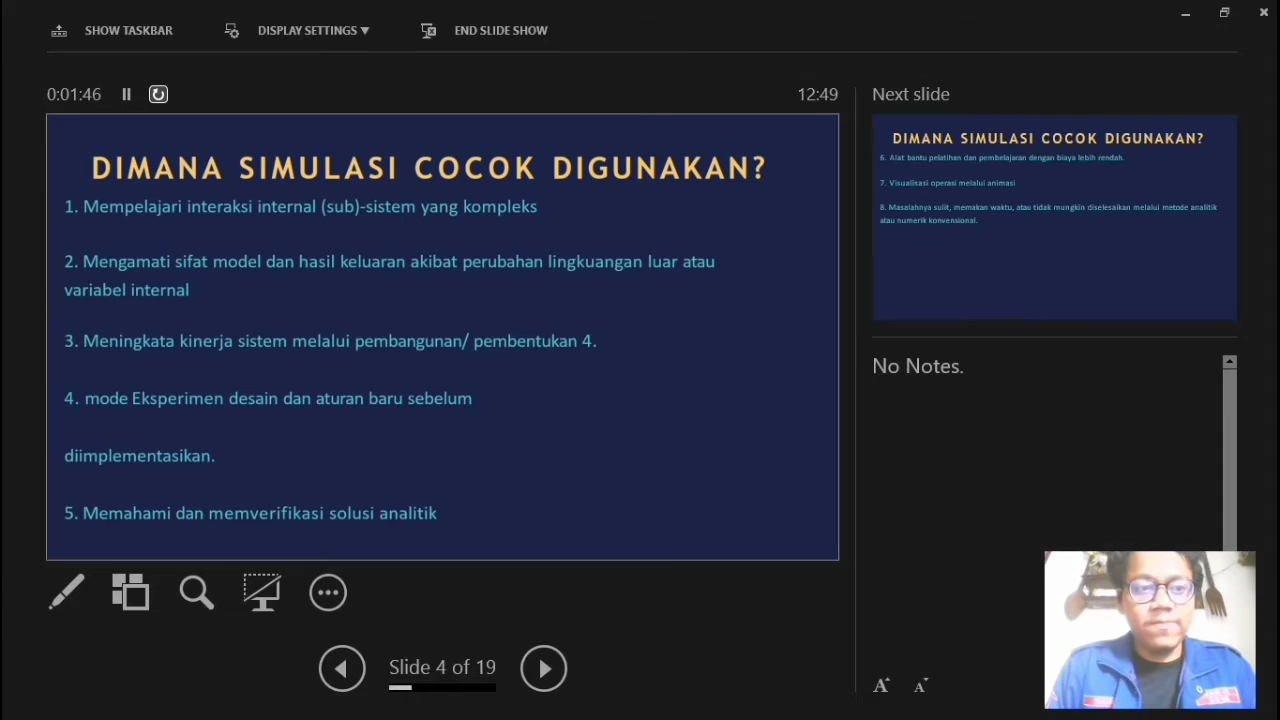 SHOW TASKBAR
DISPLAY SETTINGS
END SLIDE SHOW
0:01:46
12:49
Next slide
DIMANA SIMULASI COCOK DIGUNAKAN?
1. Mempelajari interaksi internal (sub)-sistem yang kompleks
2. Mengamati sifat model dan hasil keluaran akibat perubahan lingkuangan luar atau
variabel internal
3. Meningkata kinerja sistem melalui pembangunan/ pembentukan 4.
4. mode Eksperimen desain dan aturan baru sebelum
diimplementasikan.
5. Memahami dan memverifikasi solusi analitik
DIMANA SIMULASI COCOK DIGUNAKAN?
6. Alat bantu pelatihan dan pembelajaran dengan biaya lebih rendah.
7. Visualisasi operasi melalui animasi
8. Masalahnya sulit, memakan waktu, atau tidak mungkin diselesaikan melalui metode analitik
atau numerik konvensional.
No Notes.
Slide 4 of 19
A A